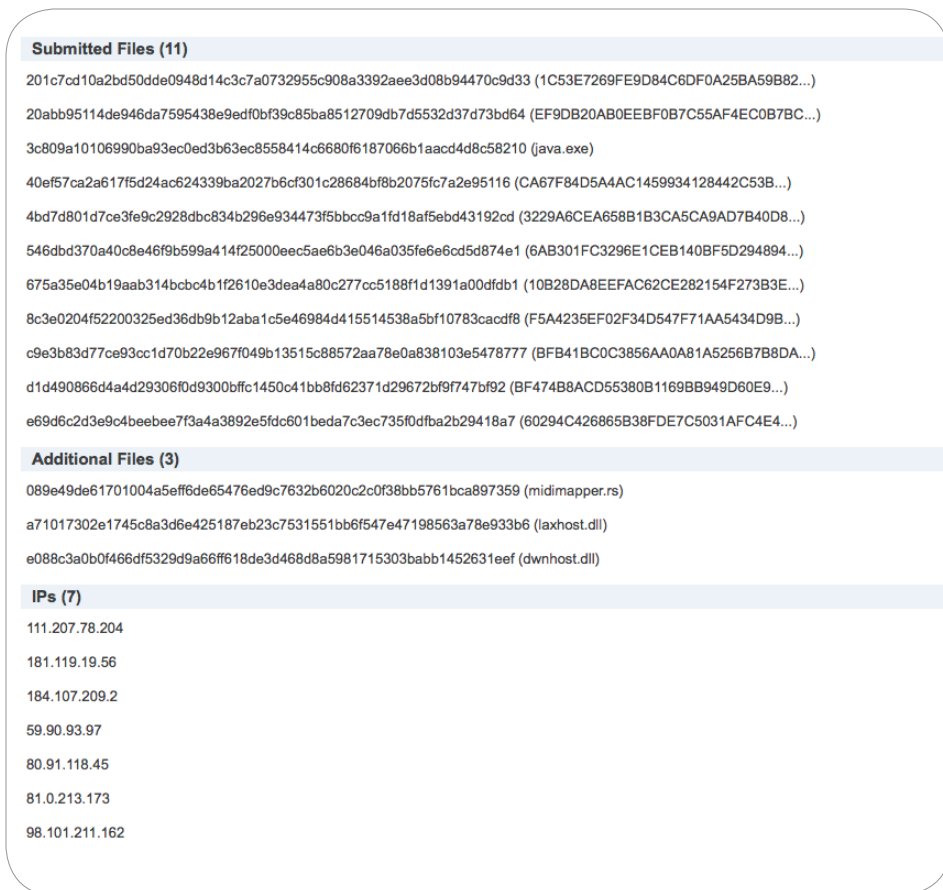 Submitted Files (11)
201c7cd10a2bd50dde0948d14c3c7a0732955c908a3392aee3d08b94470c9d33 (1C53E7269FE9D84C6DF0A25BA59B82...)
20abb95114de946da7595438e9edf0bf39c85ba8512709db7d5532d37d73bd64 (EF9DB20AB0EEBF0B7C55AF4EC0B7BC...)
3c809a10106990ba93ec0ed3b63ec8558414c6680f6187066b1aacd4d8c58210 (java.exe)
40ef57ca2a617f5d24ac624339ba2027b6cf301c28684bf8b2075fc7a2e95116 (CA67F84D5A4AC1459934128442C53B...)
4bd7d801d7ce3fe9c2928dbc834b296e934473f5bbcc9a1fd18af5ebd43192cd (3229A6CEA658B1B3CA5CA9AD7B40D8...)
546dbd370a40c8e46f9b599a414f25000eec5ae6b3e046a035fe6e6cd5d874e1 (6AB301FC3296E1CEB140BF5D294894...)
675a35e04b19aab314bcbc4b1f2610e3dea4a80c277cc5188f1d1391a00dfdb1 (10B28DA8EEFAC62CE282154F273B3E...)
8c3e0204f52200325ed36db9b12aba1c5e46984d415514538a5bf10783cacdf8 (F5A4235EF02F34D547F71AA5434D9B...)
c9e3b83d77ce93cc1d70b22e967f049b13515c88572aa78e0a838103e5478777 (BFB41BC0C3856AA0A81A5256B7B8DA...)
d1d490866d4a4d29306f0d9300bffc1450c41bb8fd62371d29672bf9f747bf92 (BF474B8ACD55380B1169BB949D60E9...)
e69d6c2d3e9c4beebee7f3a4a3892e5fdc601beda7c3ec735f0dfba2b29418a7 (60294C426865B38FDE7C5031AFC4E4...)
Additional Files (3)
089e49de61701004a5eff6de65476ed9c7632b6020c2c0f38bb5761bca897359 (midimapper.rs)
a71017302e1745c8a3d6e425187eb23c7531551bb6f547e47198563a78e933b6 (laxhost.dll)
e088c3a0b0f466df5329d9a66ff618de3d468d8a5981715303babb1452631eef (dwnhost.dll)
IPs (7)
111.207.78.204
181.119.19.56
184.107.209.2
59.90.93.97
80.91.118.45
81.0.213.173
98.101.211.162